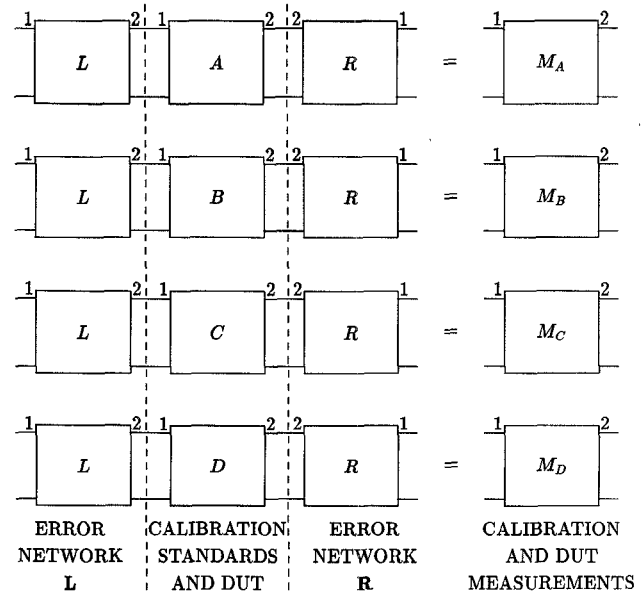 1 2 1 2 2 1 1 2
L A R = M_A
1 2 1 2 2 1 1 2
L B R = M_B
1 2 1 2 2 1 1 2
L C R = M_C
1 2 1 2 2 1 1 2
L D R = M_D
ERROR CALIBRATION ERROR CALIBRATION
NETWORK STANDARDS NETWORK AND DUT
L AND DUT R MEASUREMENTS